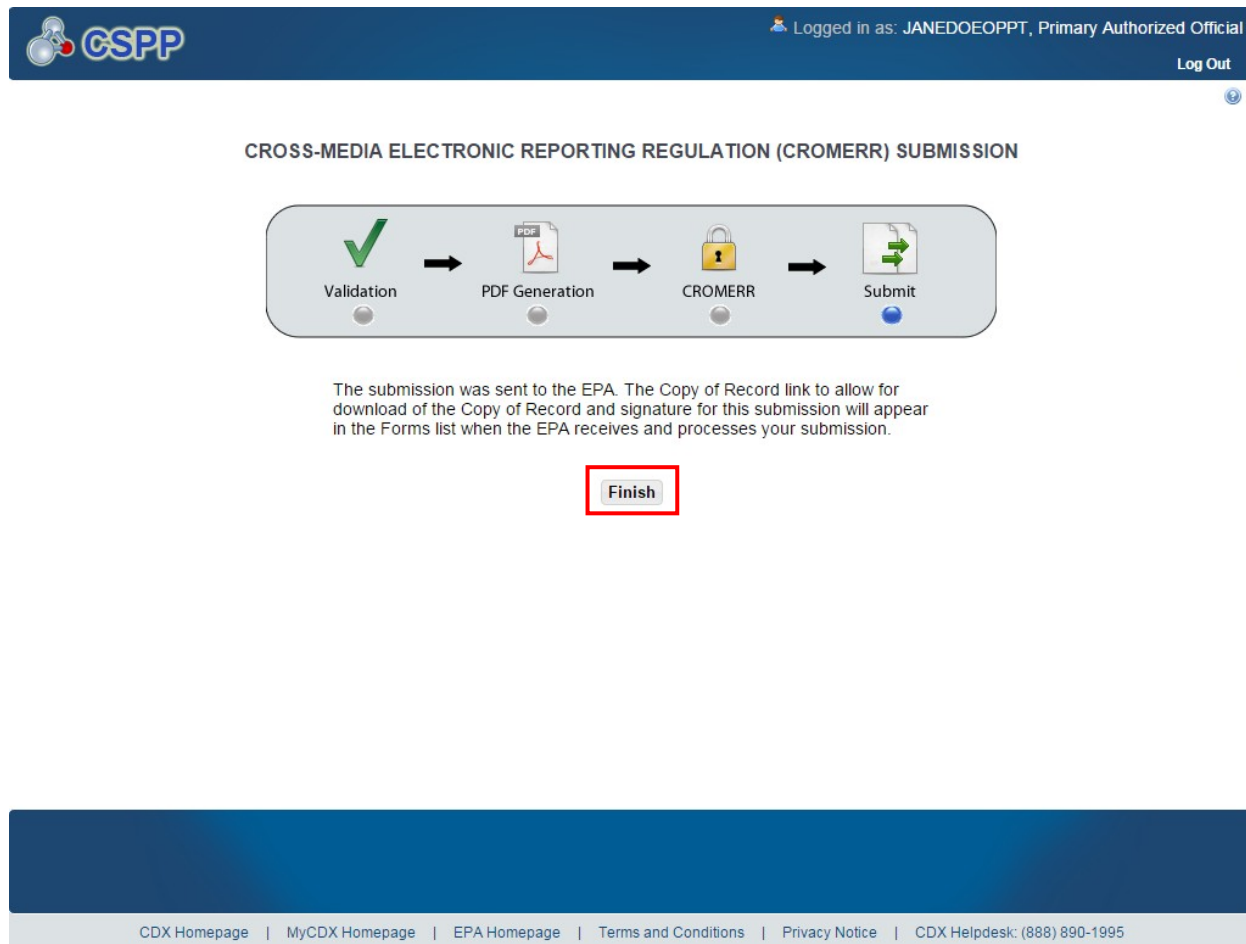 CSPP
Logged in as: JANEDOEOPPT, Primary Authorized Official
Log Out
?
CROSS-MEDIA ELECTRONIC REPORTING REGULATION (CROMERR) SUBMISSION
PDF
Validation PDF Generation CROMERR Submit
The submission was sent to the EPA. The Copy of Record link to allow for
download of the Copy of Record and signature for this submission will appear
in the Forms list when the EPA receives and processes your submission.
Finish
CDX Homepage | MyCDX Homepage | EPA Homepage | Terms and Conditions | Privacy Notice | CDX Helpdesk: (888) 890-1995